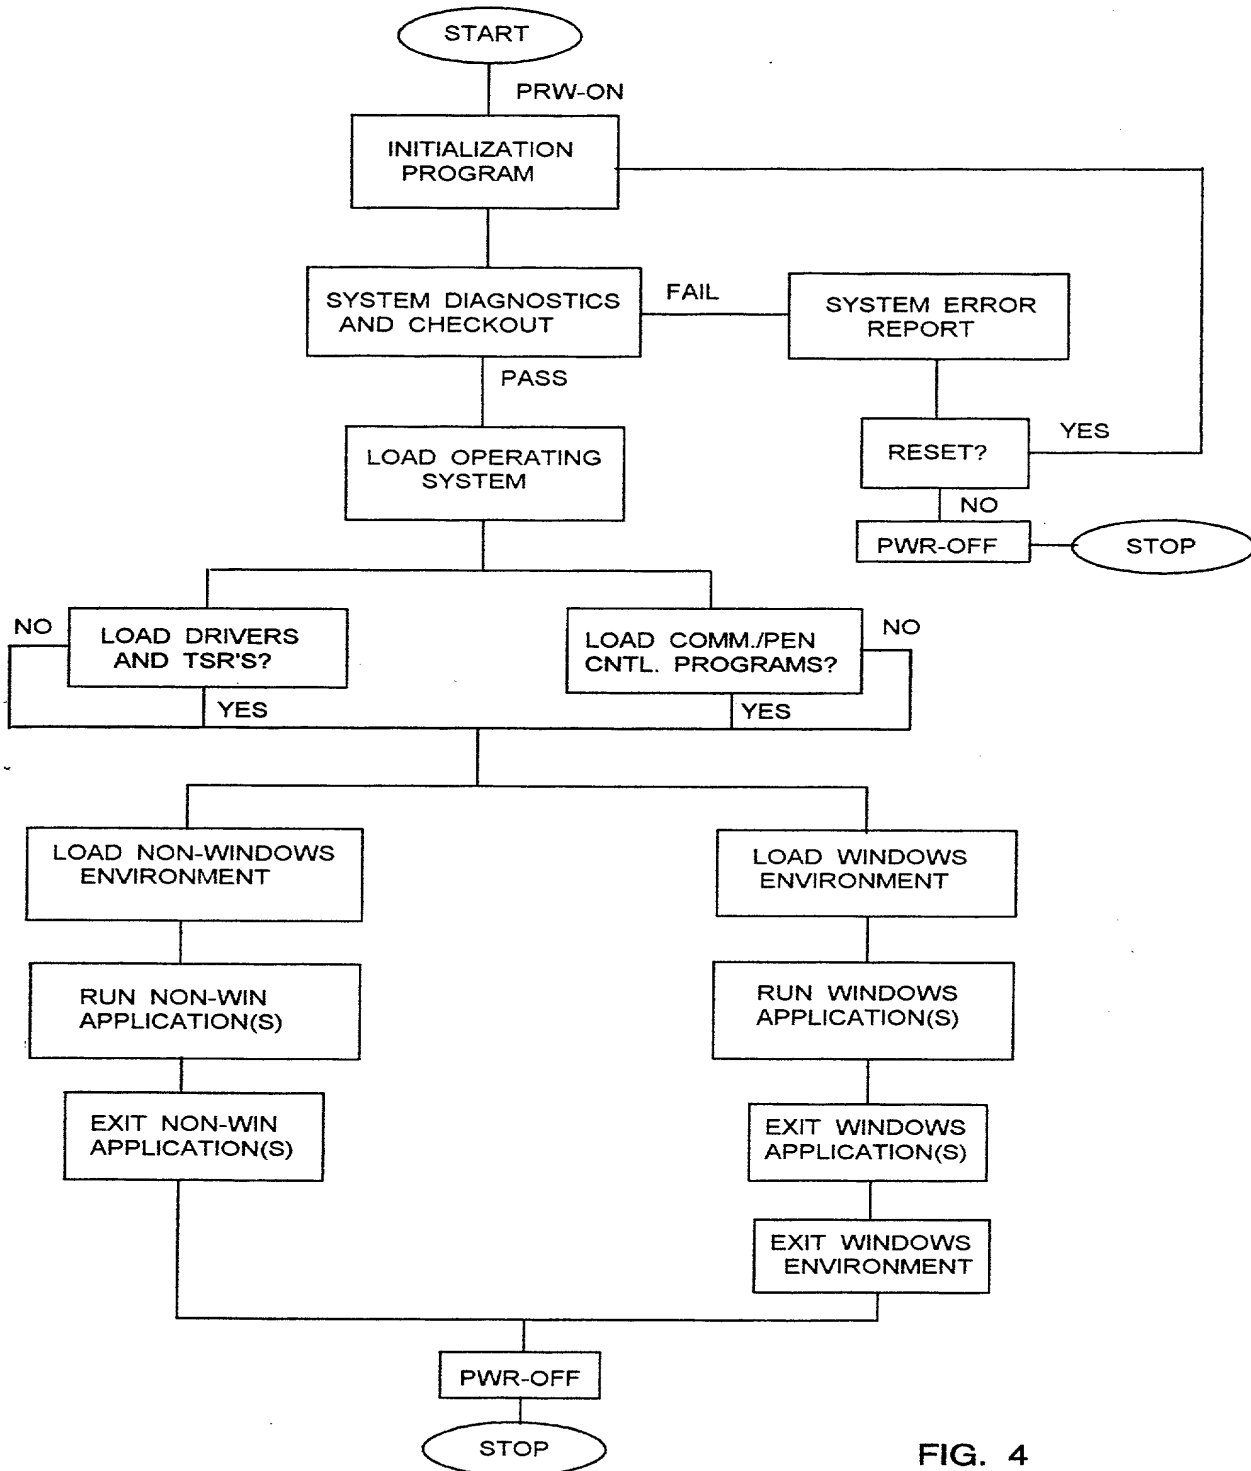 START
PRW-ON
INITIALIZATION
PROGRAM
SYSTEM DIAGNOSTICS
AND CHECKOUT
FAIL
SYSTEM ERROR
REPORT
PASS
RESET?
YES
LOAD OPERATING
SYSTEM
NO
PWR-OFF
STOP
NO
LOAD DRIVERS
AND TSR'S?
YES
LOAD COMM./PEN
CNTL. PROGRAMS?
NO
YES
LOAD NON-WINDOWS
ENVIRONMENT
LOAD WINDOWS
ENVIRONMENT
RUN NON-WIN
APPLICATION(S)
RUN WINDOWS
APPLICATION(S)
EXIT NON-WIN
APPLICATION(S)
EXIT WINDOWS
APPLICATION(S)
EXIT WINDOWS
ENVIRONMENT
PWR-OFF
STOP
FIG. 4